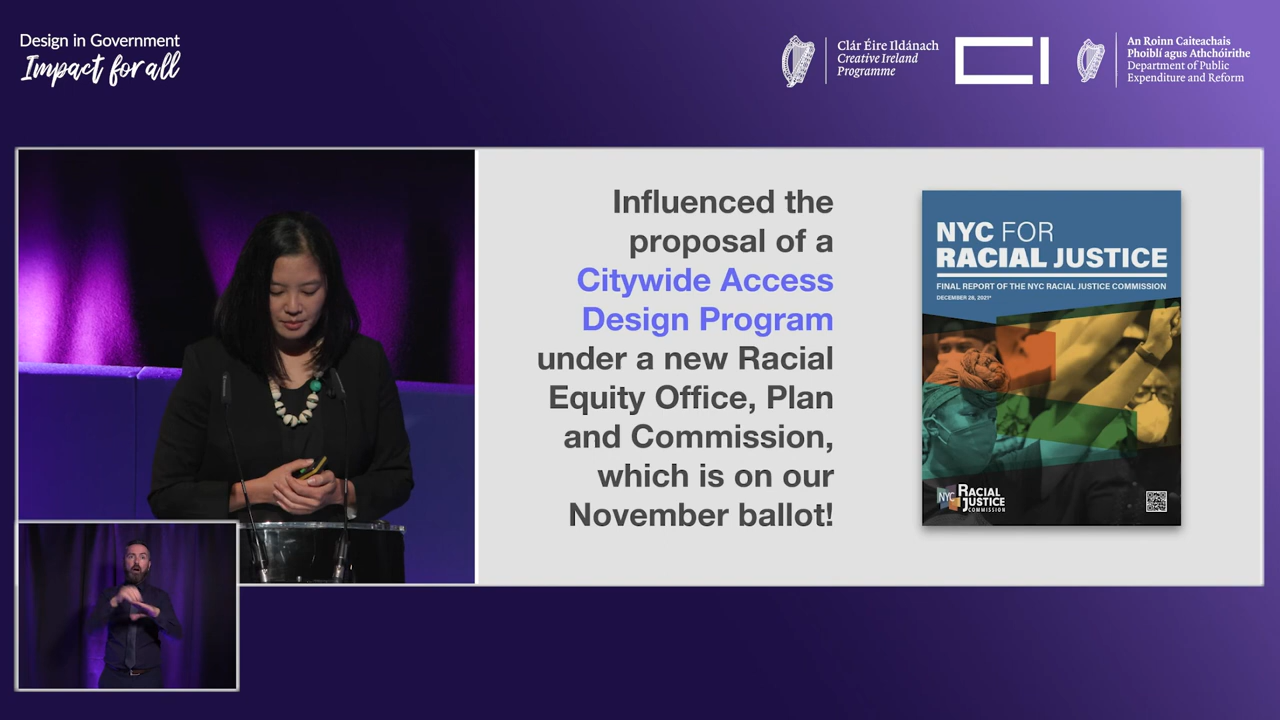 Design in Government
Impact for all
Clár Éire Ildánach
Creative Ireland
Programme
CI
An Roinn Caiteachais
Phoiblí agus Athchóirithe
Department of Public
Expenditure and Reform
Influenced the
proposal of a
Citywide Access
Design Program
under a new Racial
Equity Office, Plan
and Commission,
which is on our
November ballot!
NYC FOR
RACIAL JUSTICE
FINAL REPORT OF THE NYC RACIAL JUSTICE COMMISSION
DECEMBER 28, 2021*
NYC RACIAL
JUSTICE
COMMISSION